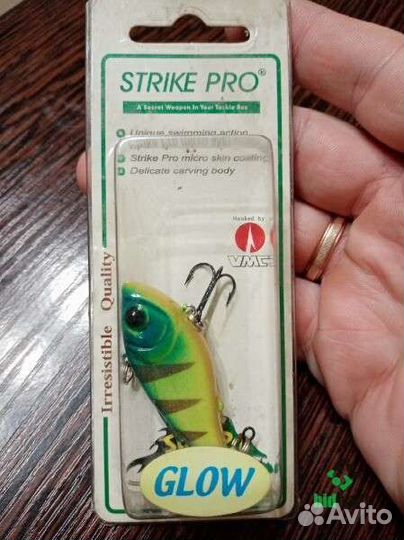 STRIKE PRO®
A Secret Weapon In Your Tackle Box
Unique swimming action
Strike Pro micro skin coating
Delicate carving body
Hooked by
VMC
Irresistible Quality
GLOW
bid
Avito